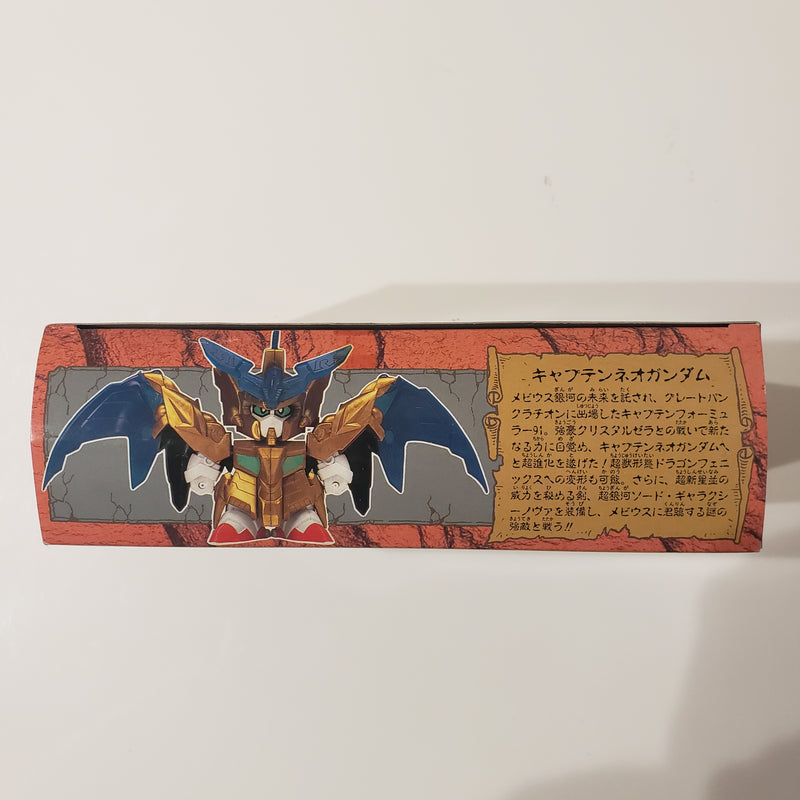 キャプテンネオガンダム
メビウス銀河の未来を託され、グレートパン
クラチオンに出場したキャプテンフォーミュ
ラー91。強豪クリスタルゼラとの戦いで新た
なる力に目覚め、キャプテンネオガンダムへ
と超進化を遂げた!超獣形態ドラゴンフェニ
ックスへの変形も可能。さらに、超新星並の
威力を秘める剣、超銀河ソード・ギャラクシ
ーノヴァを装備し、メビウスに君臨する謎の
強敵と戦う!!